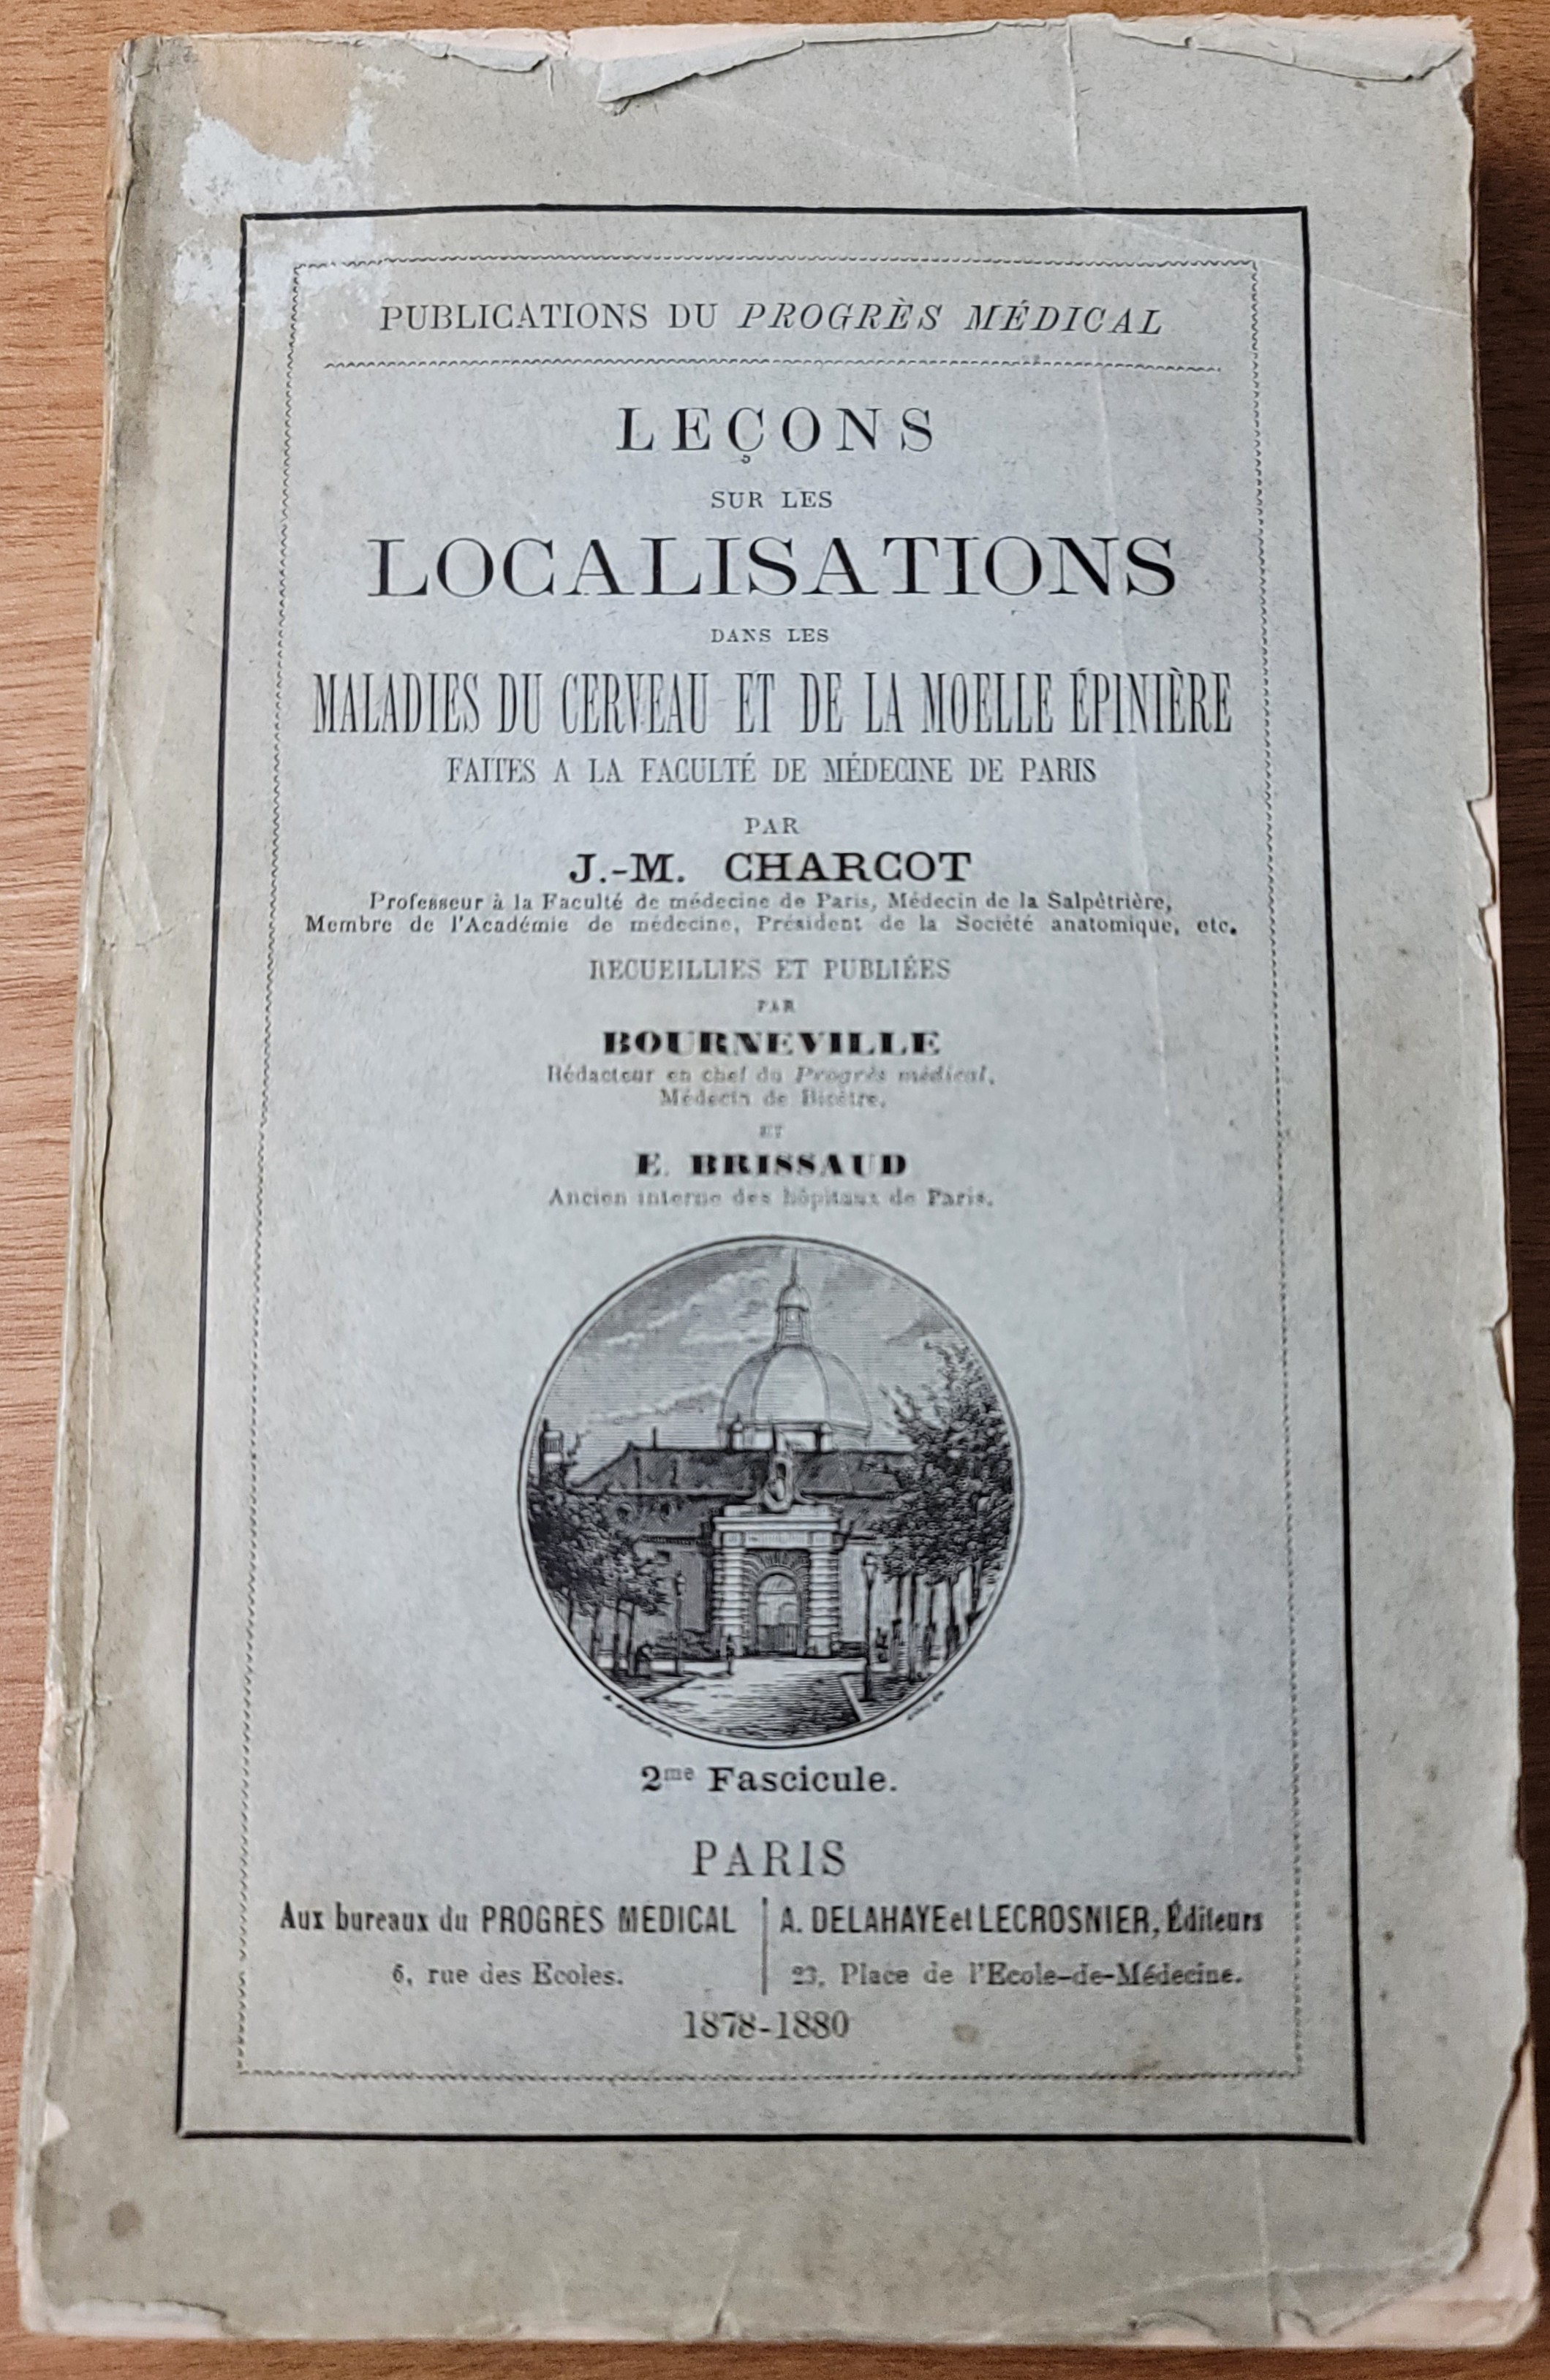 PUBLICATIONS DU PROGRÈS MÉDICAL
LEÇONS
SUR LES
LOCALISATIONS
DANS LES
MALADIES DU CERVEAU ET DE LA MOELLE ÉPINIÈRE
FAITES A LA FACULTÉ DE MÉDECINE DE PARIS
PAR
J.-M. CHARCOT
Professeur à la Faculté de médecine de Paris, Médecin de la Salpêtrière,
Membre de l'Académie de médecine, Président de la Société anatomique, etc.
RECUEILLIES ET PUBLIÉES
PAR
BOURNEVILLE
Rédacteur en chef du Progrès médical,
Médecin de Bicêtre,
ET
E. BRISSAUD
Ancien interne des hôpitaux de Paris.
2me Fascicule.
PARIS
Aux bureaux du PROGRÈS MÉDICAL
6, rue des Ecoles.
A. DELAHAYE et LECROSNIER, Éditeurs
23, Place de l'Ecole-de-Médecine.
1878-1880